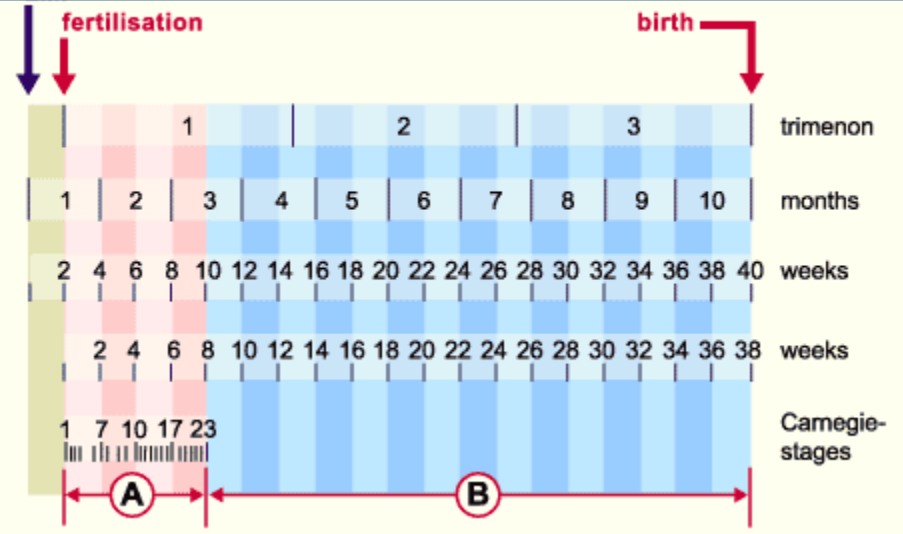 fertilisation
birth
1 2 3 trimenon
1 2 3 4 5 6 7 8 9 10 months
2 4 6 8 10 12 14 16 18 20 22 24 26 28 30 32 34 36 38 40 weeks
2 4 6 8 10 12 14 16 18 20 22 24 26 28 30 32 34 36 38 weeks
1 7 10 17 23 Carnegie-
stages
A B